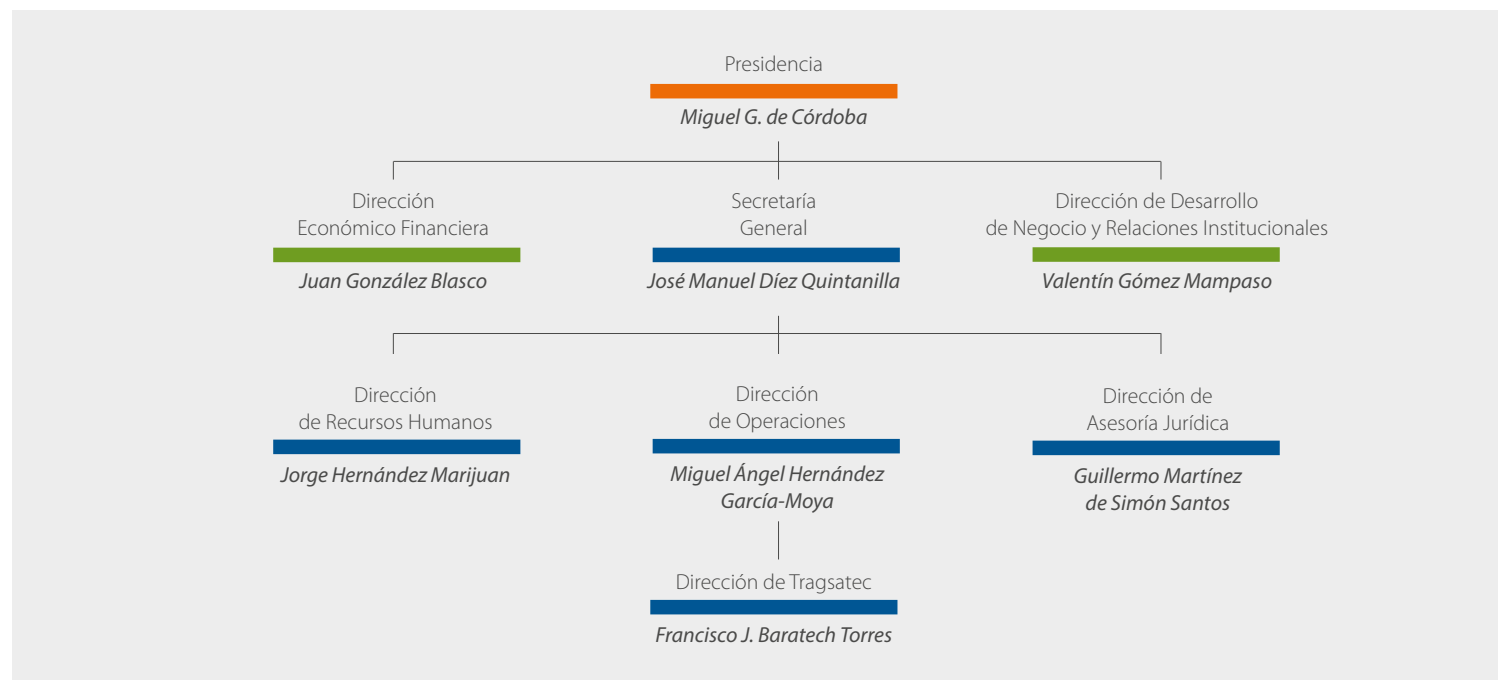 Presidencia
Miguel G. de Córdoba
Dirección
Económico Financiera
Juan González Blasco
Secretaría
General
José Manuel Díez Quintanilla
Dirección de Desarrollo
de Negocio y Relaciones Institucionales
Valentín Gómez Mampaso
Dirección
de Recursos Humanos
Jorge Hernández Marijuan
Dirección
de Operaciones
Miguel Ángel Hernández
García-Moya
Dirección de
Asesoría Jurídica
Guillermo Martínez
de Simón Santos
Dirección de Tragsatec
Francisco J. Baratech Torres